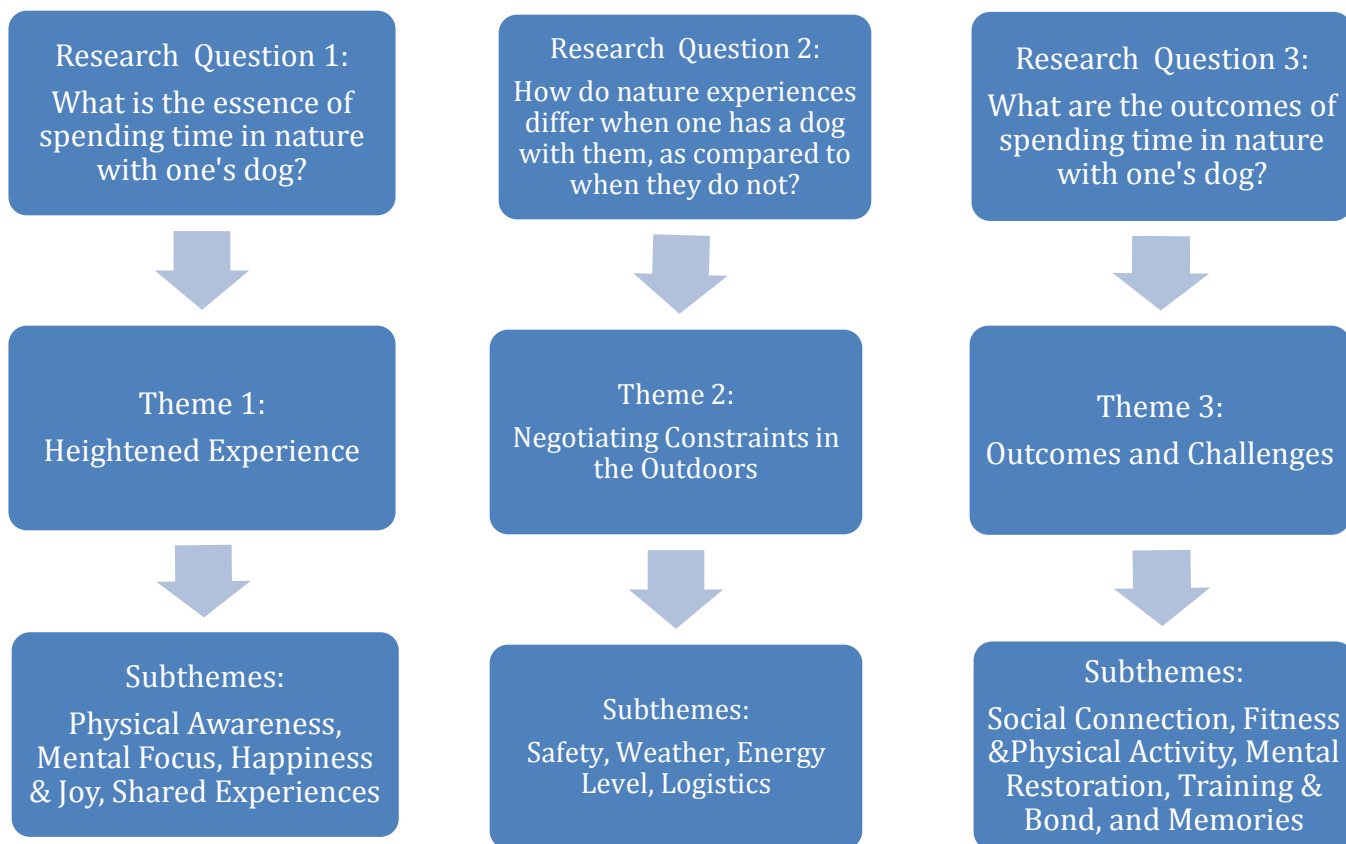 Research Question 1:
What is the essence of
spending time in nature
with one's dog?
Theme 1:
Heightened Experience
Subthemes:
Physical Awareness,
Mental Focus, Happiness
& Joy, Shared Experiences
Research Question 2:
How do nature experiences
differ when one has a dog
with them, as compared to
when they do not?
Theme 2:
Negotiating Constraints in
the Outdoors
Subthemes:
Safety, Weather, Energy
Level, Logistics
Research Question 3:
What are the outcomes of
spending time in nature
with one's dog?
Theme 3:
Outcomes and Challenges
Subthemes:
Social Connection, Fitness
&Physical Activity, Mental
Restoration, Training &
Bond, and Memories